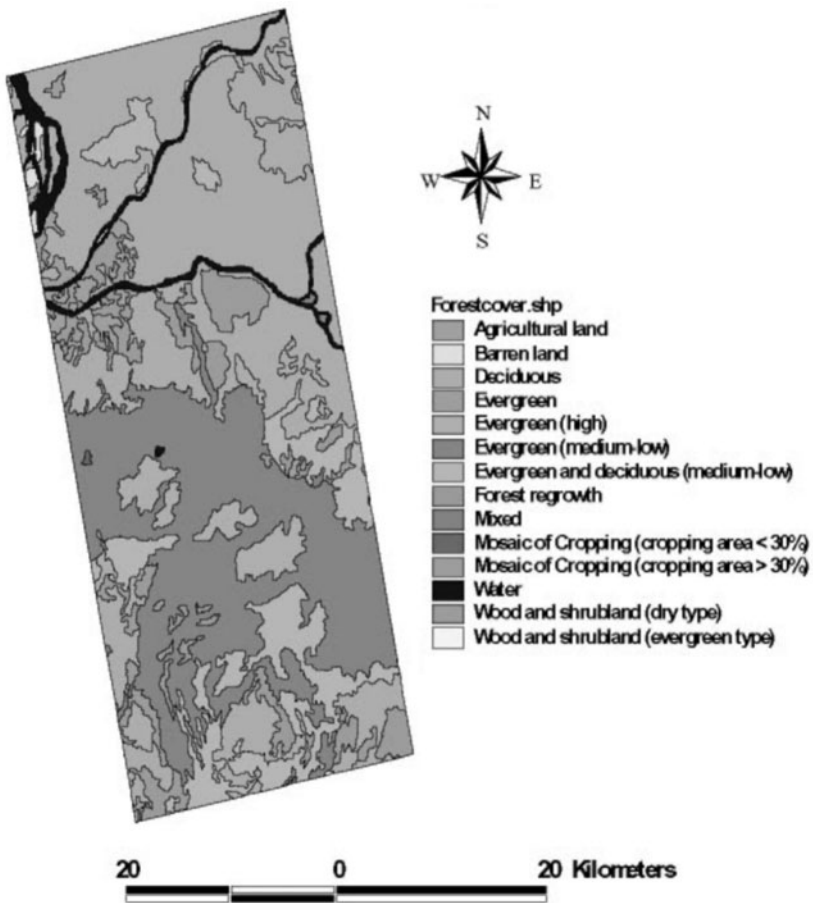 N
W E
S
Forestcover.shp
Agricultural land
Barren land
Deciduous
Evergreen
Evergreen (high)
Evergreen (medium-low)
Evergreen and deciduous (medium-low)
Forest regrowth
Mixed
Mosaic of Cropping (cropping area < 30%)
Mosaic of Cropping (cropping area > 30%)
Water
Wood and shrubland (dry type)
Wood and shrubland (evergreen type)
20 0 20 Kilometers